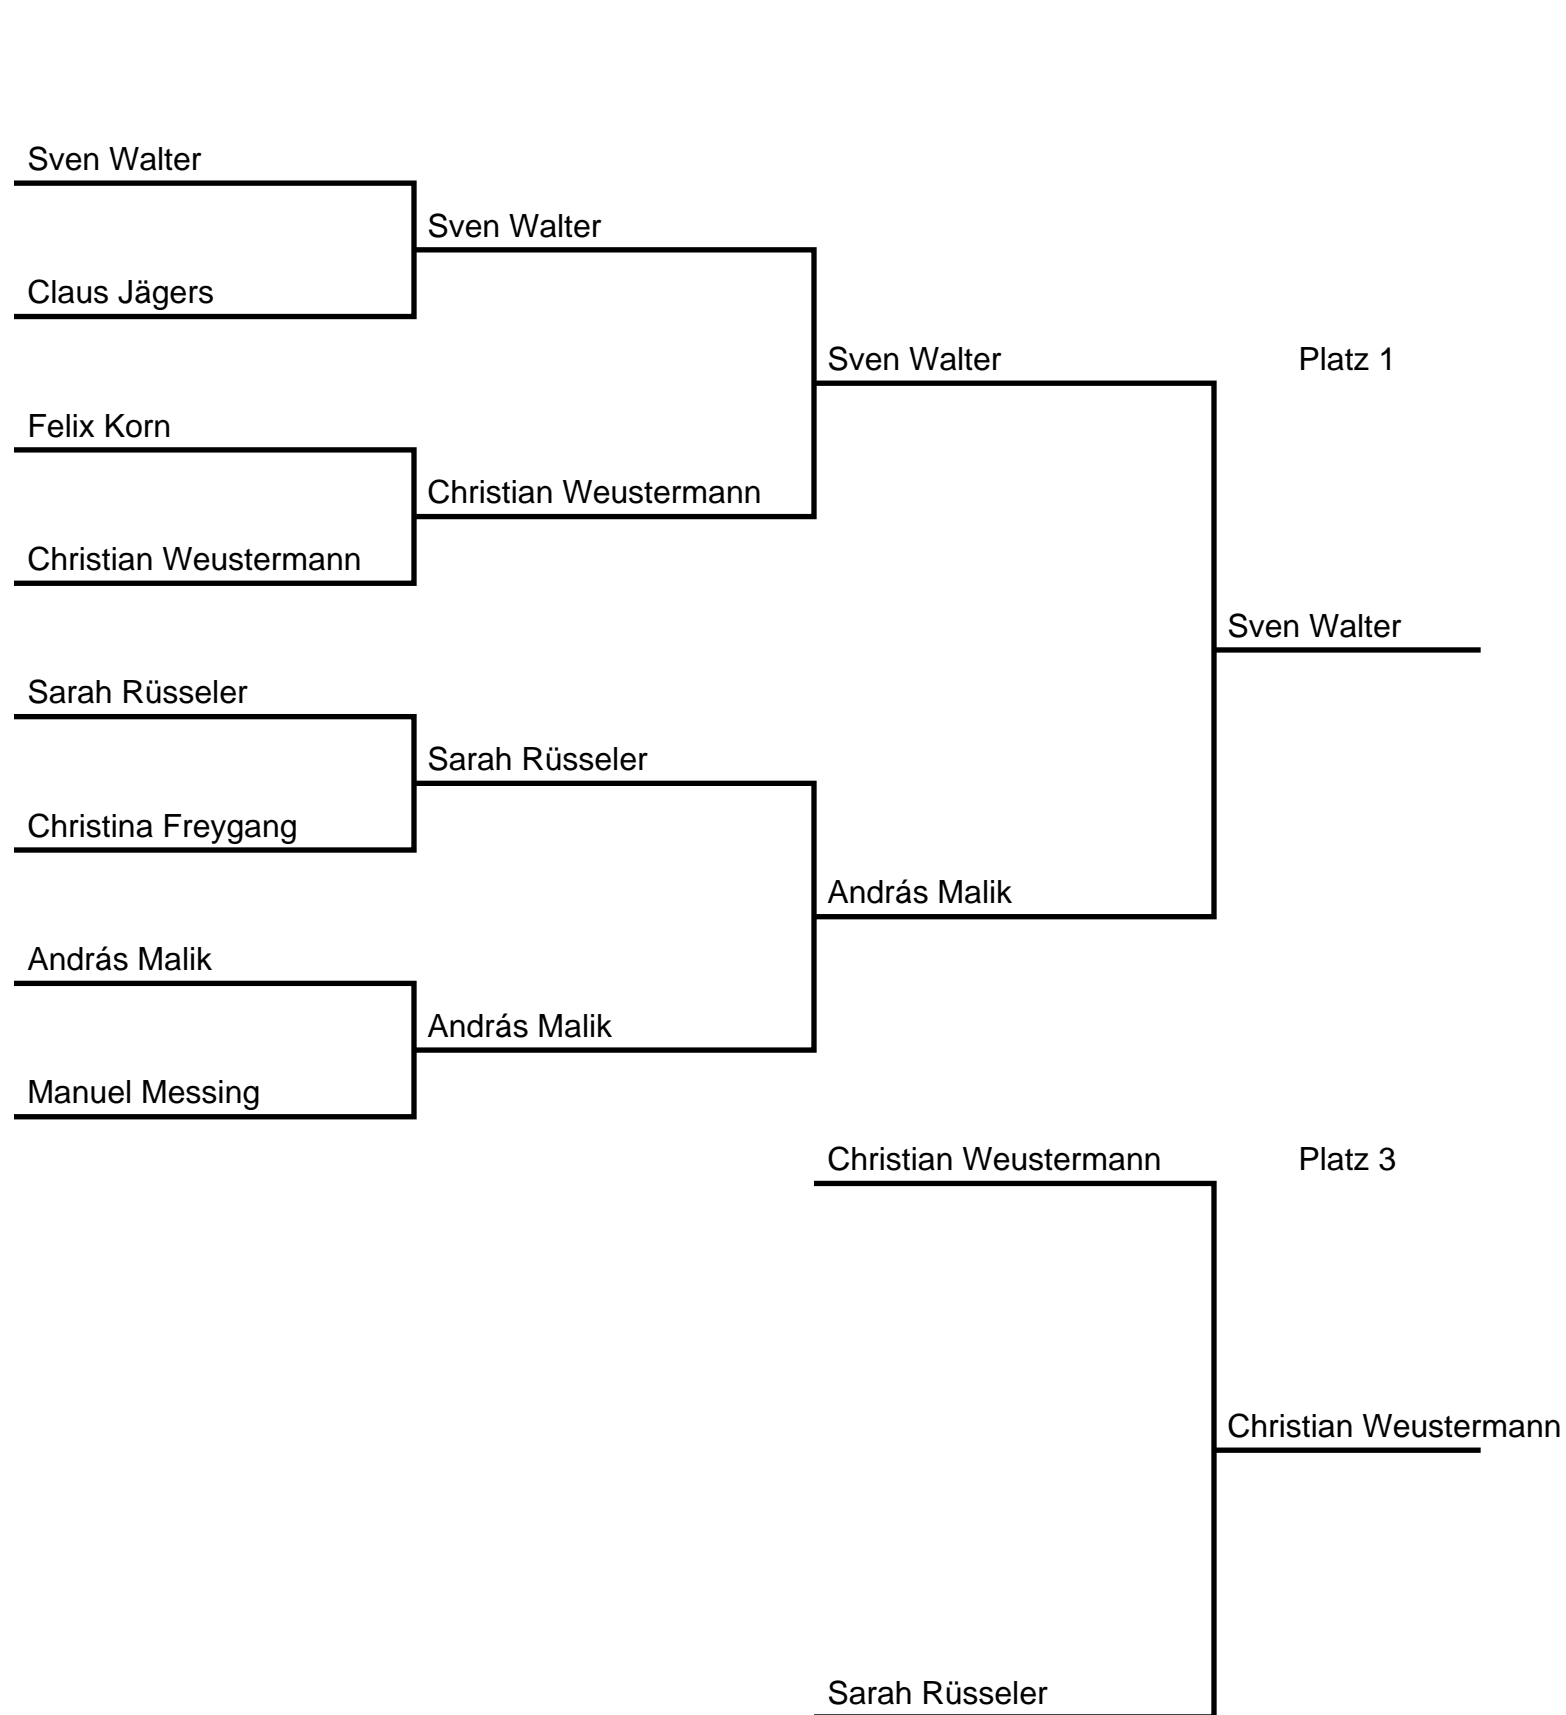 Sven Walter
Sven Walter
Claus Jägers
Sven Walter Platz 1
Felix Korn
Christian Weustermann
Christian Weustermann
Sven Walter
Sarah Rüsseler
Sarah Rüsseler
Christina Freygang
András Malik
András Malik
András Malik
Manuel Messing
Christian Weustermann Platz 3
Christian Weustermann
Sarah Rüsseler